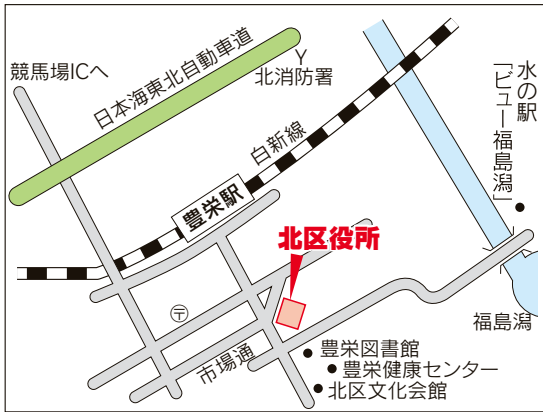 競馬場ICへ
日本海東北自動車道
Y
北消防署
水の駅
「ビュー福島潟」
白新線
豊栄駅
北区役所
〒
福島潟
市場通
豊栄図書館
豊栄健康センター
北区文化会館